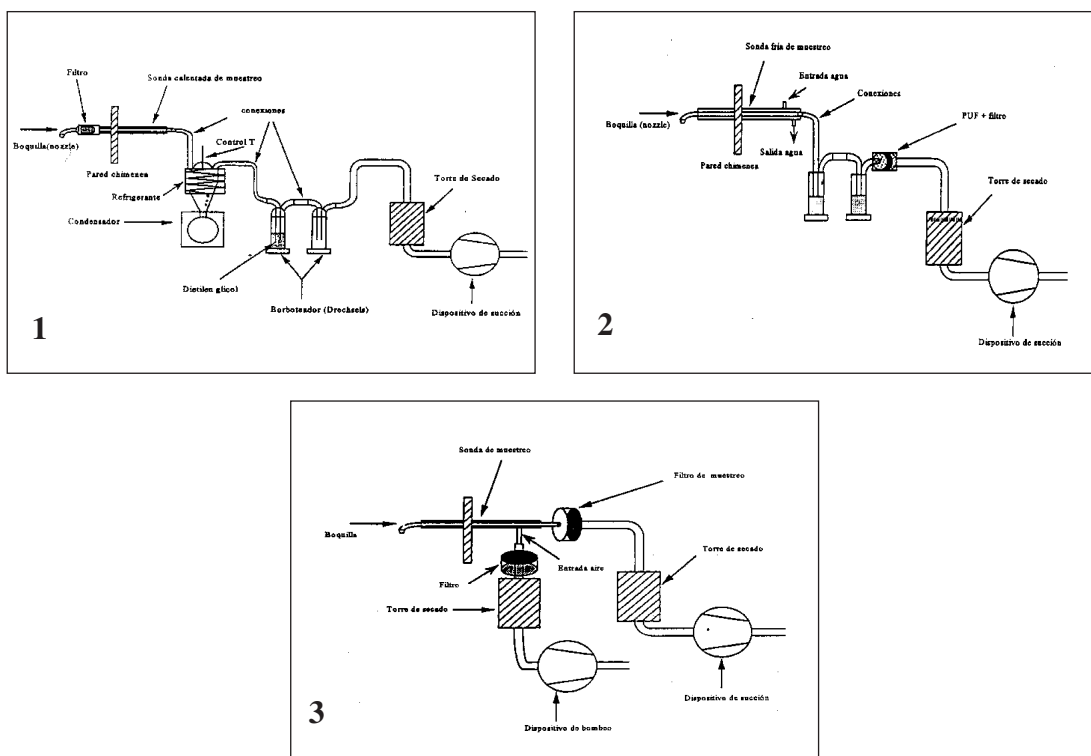 Filtro
Sonda calentada de muestreo
conexiones
Control T
Boquilla(nozzle)
Pared chimenea
Refrigerante
Condensador
Torre de Secado
Dietilen glicol
Borboteador (Drechsels)
Dispositivo de succión
1
Sonda fría de muestreo
Entrada agua
Conexiones
Boquilla (nozzle)
PUF + filtro
Pared chimenea
Salida agua
Torre de secado
Dispositivo de succión
2
Sonda de muestreo
Filtro de muestreo
Boquilla
Torre de secado
Filtro
Entrada aire
Torre de secado
Dispositivo de succión
Dispositivo de bombeo
3